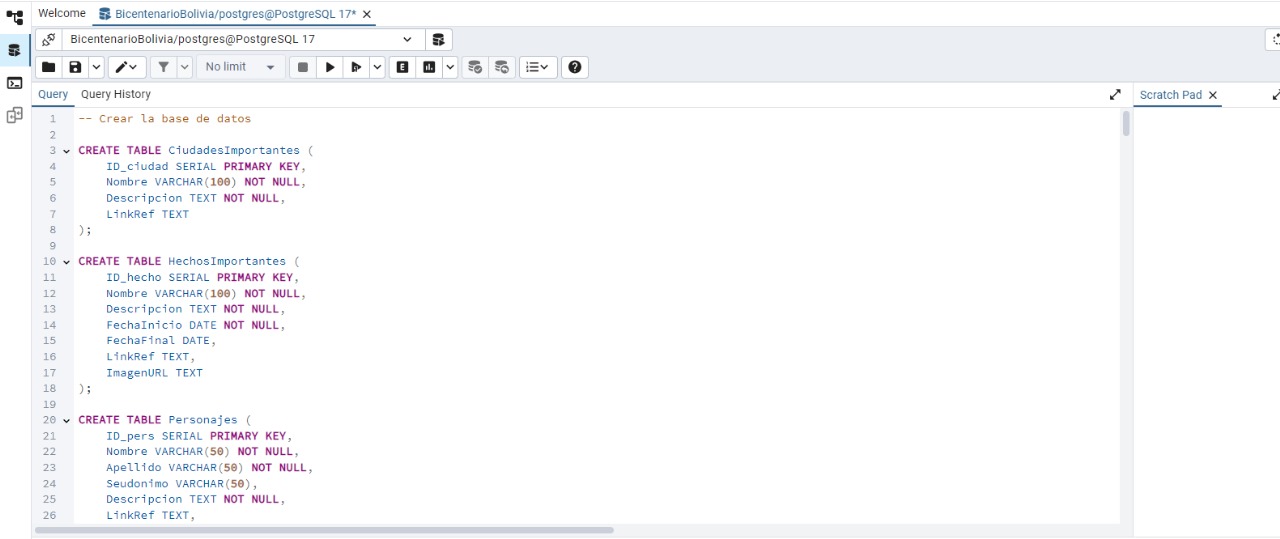 Welcome BicentenarioBolivia/postgres@PostgreSQL 17*
BicentenarioBolivia/postgres@PostgreSQL 17
No limit
Query Query History Scratch Pad
1 -- Crear la base de datos
2
3 CREATE TABLE CiudadesImportantes (
4 ID_ciudad SERIAL PRIMARY KEY,
5 Nombre VARCHAR(100) NOT NULL,
6 Descripcion TEXT NOT NULL,
7 LinkRef TEXT
8 );
9
10 CREATE TABLE HechosImportantes (
11 ID_hecho SERIAL PRIMARY KEY,
12 Nombre VARCHAR(100) NOT NULL,
13 Descripcion TEXT NOT NULL,
14 FechaInicio DATE NOT NULL,
15 FechaFinal DATE,
16 LinkRef TEXT,
17 ImagenURL TEXT
18 );
19
20 CREATE TABLE Personajes (
21 ID_pers SERIAL PRIMARY KEY,
22 Nombre VARCHAR(50) NOT NULL,
23 Apellido VARCHAR(50) NOT NULL,
24 Seudonimo VARCHAR(50),
25 Descripcion TEXT NOT NULL,
26 LinkRef TEXT,